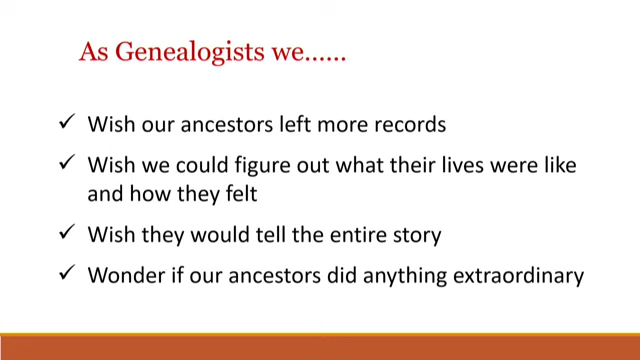 As Genealogists we......
✓ Wish our ancestors left more records
✓ Wish we could figure out what their lives were like
and how they felt
✓ Wish they would tell the entire story
✓ Wonder if our ancestors did anything extraordinary